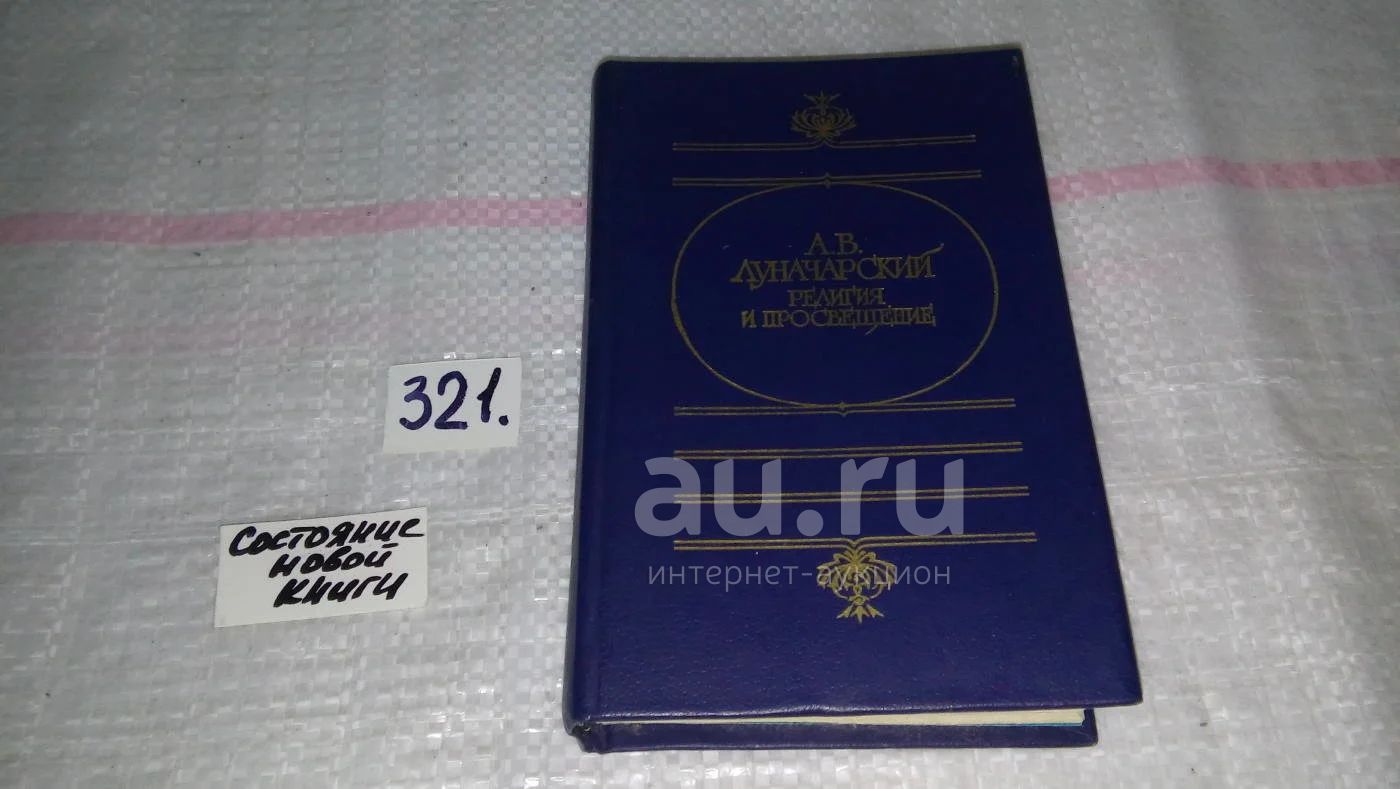 А.В.
ЛУНАЧАРСКИЙ
РЕЛИГИЯ
И ПРОСВЕЩЕНИЕ
321.
Состояние
новой
книги
au.ru
интернет-аукцион